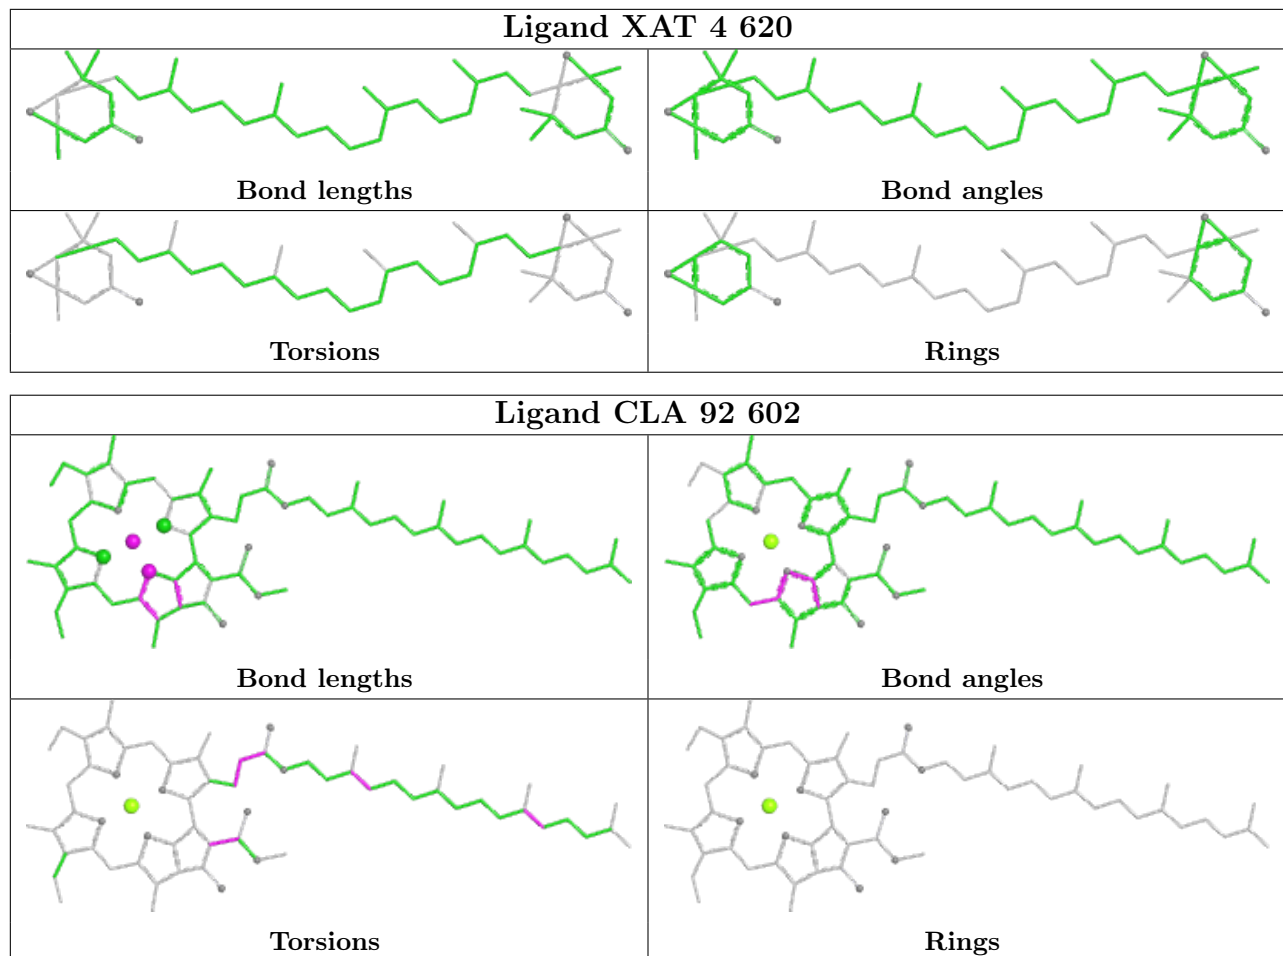 Ligand XAT 4 620
Bond lengths
Bond angles
Torsions
Rings
Ligand CLA 92 602
Bond lengths
Bond angles
Torsions
Rings